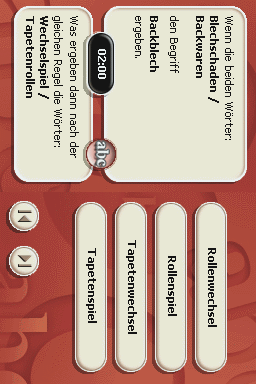 Wenn die beiden Wörter:
Blechschaden /
Backwaren
den Begriff
Backblech
ergeben.
02:00
abc
Was ergeben dann nach der
gleichen Regel die Wörter:
Wechselspiel /
Tapetenrollen
Rollenwechsel
Rollenspiel
Tapetenwechsel
Tapetenspiel